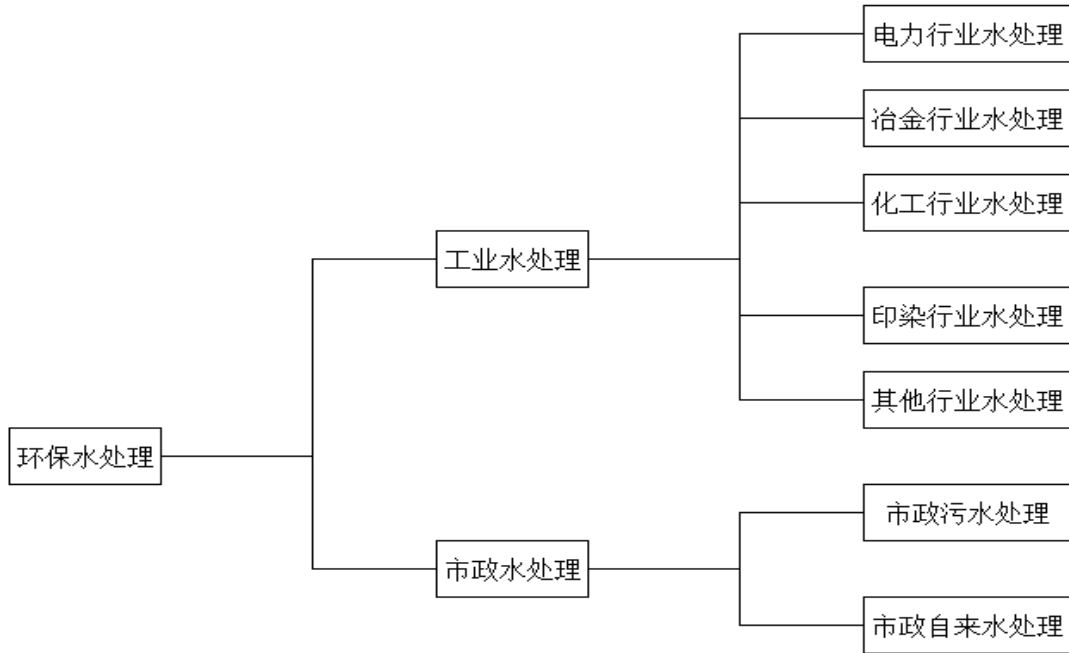 电力行业水处理
冶金行业水处理
化工行业水处理
工业水处理
印染行业水处理
其他行业水处理
环保水处理
市政污水处理
市政水处理
市政自来水处理